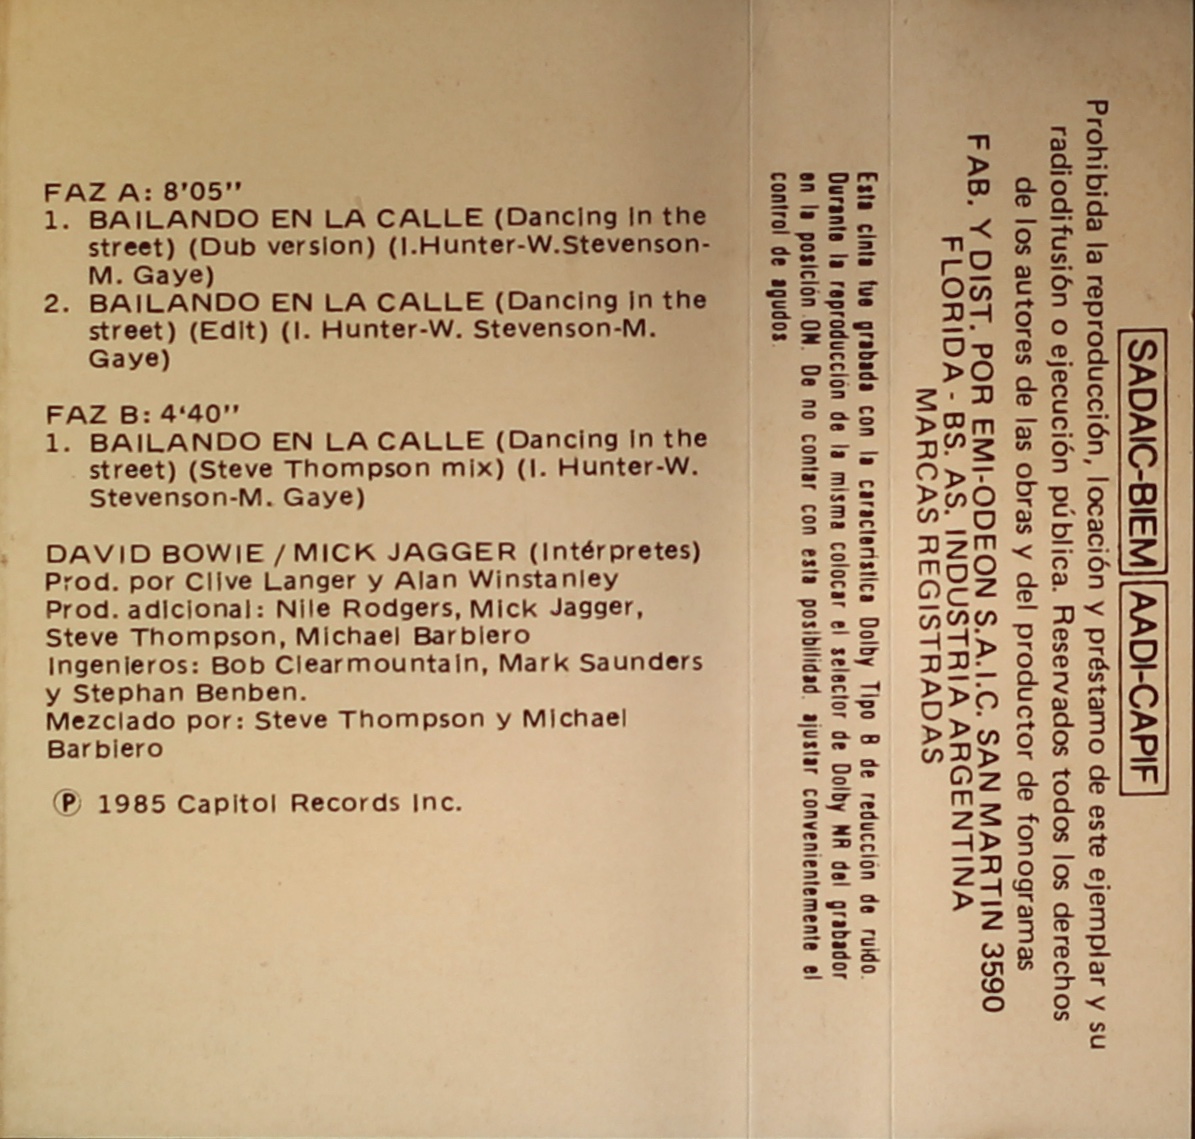 FAZ A: 8'05"
1. BAILANDO EN LA CALLE (Dancing in the
street) (Dub version) (I.Hunter-W.Stevenson-
M. Gaye)
2. BAILANDO EN LA CALLE (Dancing in the
street) (Edit) (I. Hunter-W. Stevenson-M.
Gaye)
FAZ B: 4'40"
1. BAILANDO EN LA CALLE (Dancing in the
street) (Steve Thompson mix) (I. Hunter-W.
Stevenson-M. Gaye)
DAVID BOWIE / MICK JAGGER (Intérpretes)
Prod. por Clive Langer y Alan Winstanley
Prod. adicional: Nile Rodgers, Mick Jagger,
Steve Thompson, Michael Barbiero
Ingenieros: Bob Clearmountain, Mark Saunders
y Stephan Benben.
Mezclado por: Steve Thompson y Michael
Barbiero
Ⓟ 1985 Capitol Records Inc.
Esta cinta fue grabada con la característica Dolby Tipo B de reducción de ruido.
Durante la reproducción de la misma colocar el selector de Dolby NR del grabador
en la posición ON. De no contar con esta posibilidad, ajustar convenientemente el
control de agudos.
SADAIC-BIEM AADI-CAPIF
Prohibida la reproducción, locación y préstamo de este ejemplar y su
radiodifusión o ejecución pública. Reservados todos los derechos
de los autores de las obras y del productor de fonogramas
FAB. Y DIST. POR EMI-ODEON S.A.I.C. SAN MARTIN 3590
FLORIDA - BS. AS. INDUSTRIA ARGENTINA
MARCAS REGISTRADAS